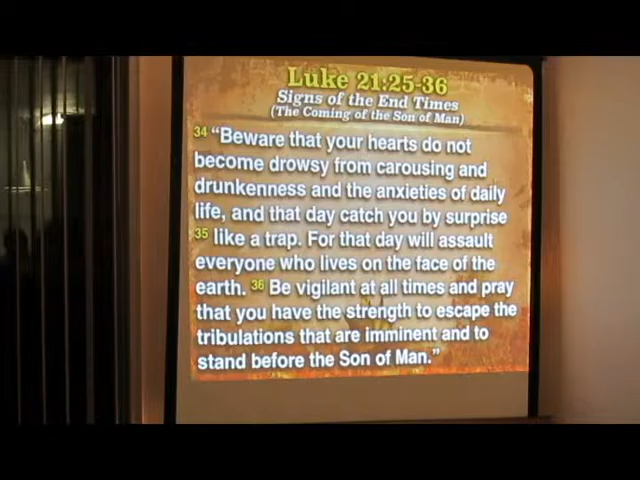 Luke 21:25-36
Signs of the End Times
(The Coming of the Son of Man)
34 “Beware that your hearts do not
become drowsy from carousing and
drunkenness and the anxieties of daily
life, and that day catch you by surprise
35 like a trap. For that day will assault
everyone who lives on the face of the
earth. 36 Be vigilant at all times and pray
that you have the strength to escape the
tribulations that are imminent and to
stand before the Son of Man.”